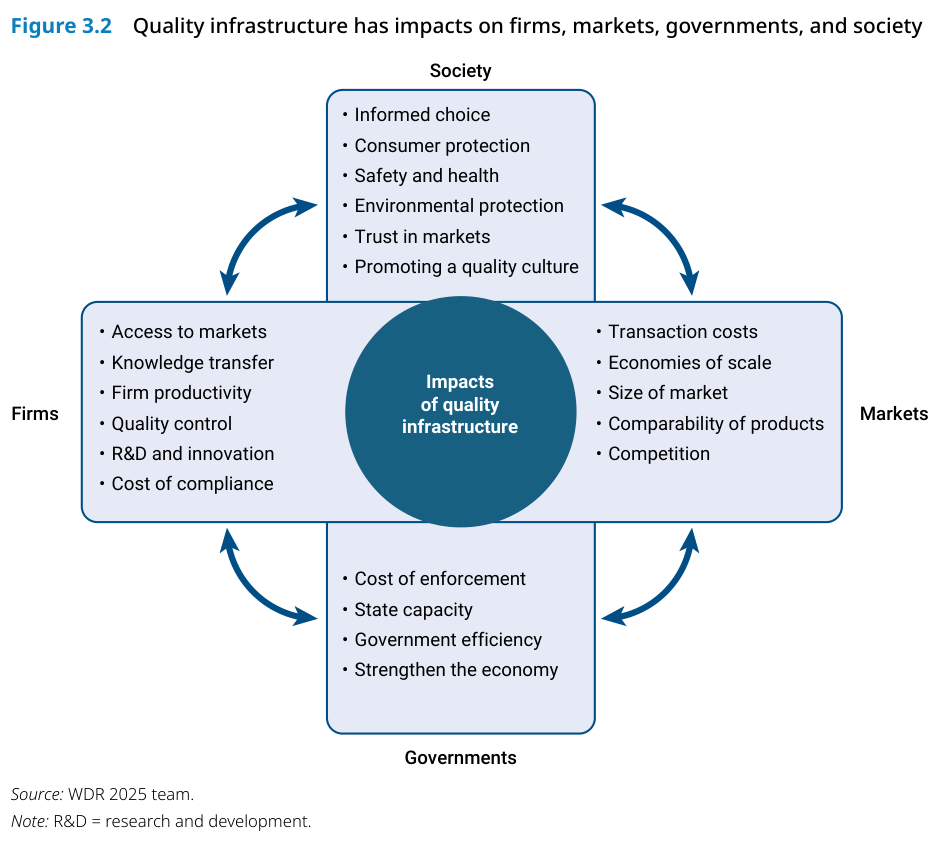 Figure 3.2 Quality infrastructure has impacts on firms, markets, governments, and society
Society
• Informed choice
• Consumer protection
• Safety and health
• Environmental protection
• Trust in markets
• Promoting a quality culture
Firms
• Access to markets
• Knowledge transfer
• Firm productivity
• Quality control
• R&D and innovation
• Cost of compliance
Impacts
of quality
infrastructure
• Transaction costs
• Economies of scale
• Size of market
• Comparability of products
• Competition
Markets
• Cost of enforcement
• State capacity
• Government efficiency
• Strengthen the economy
Governments
Source: WDR 2025 team.
Note: R&D = research and development.